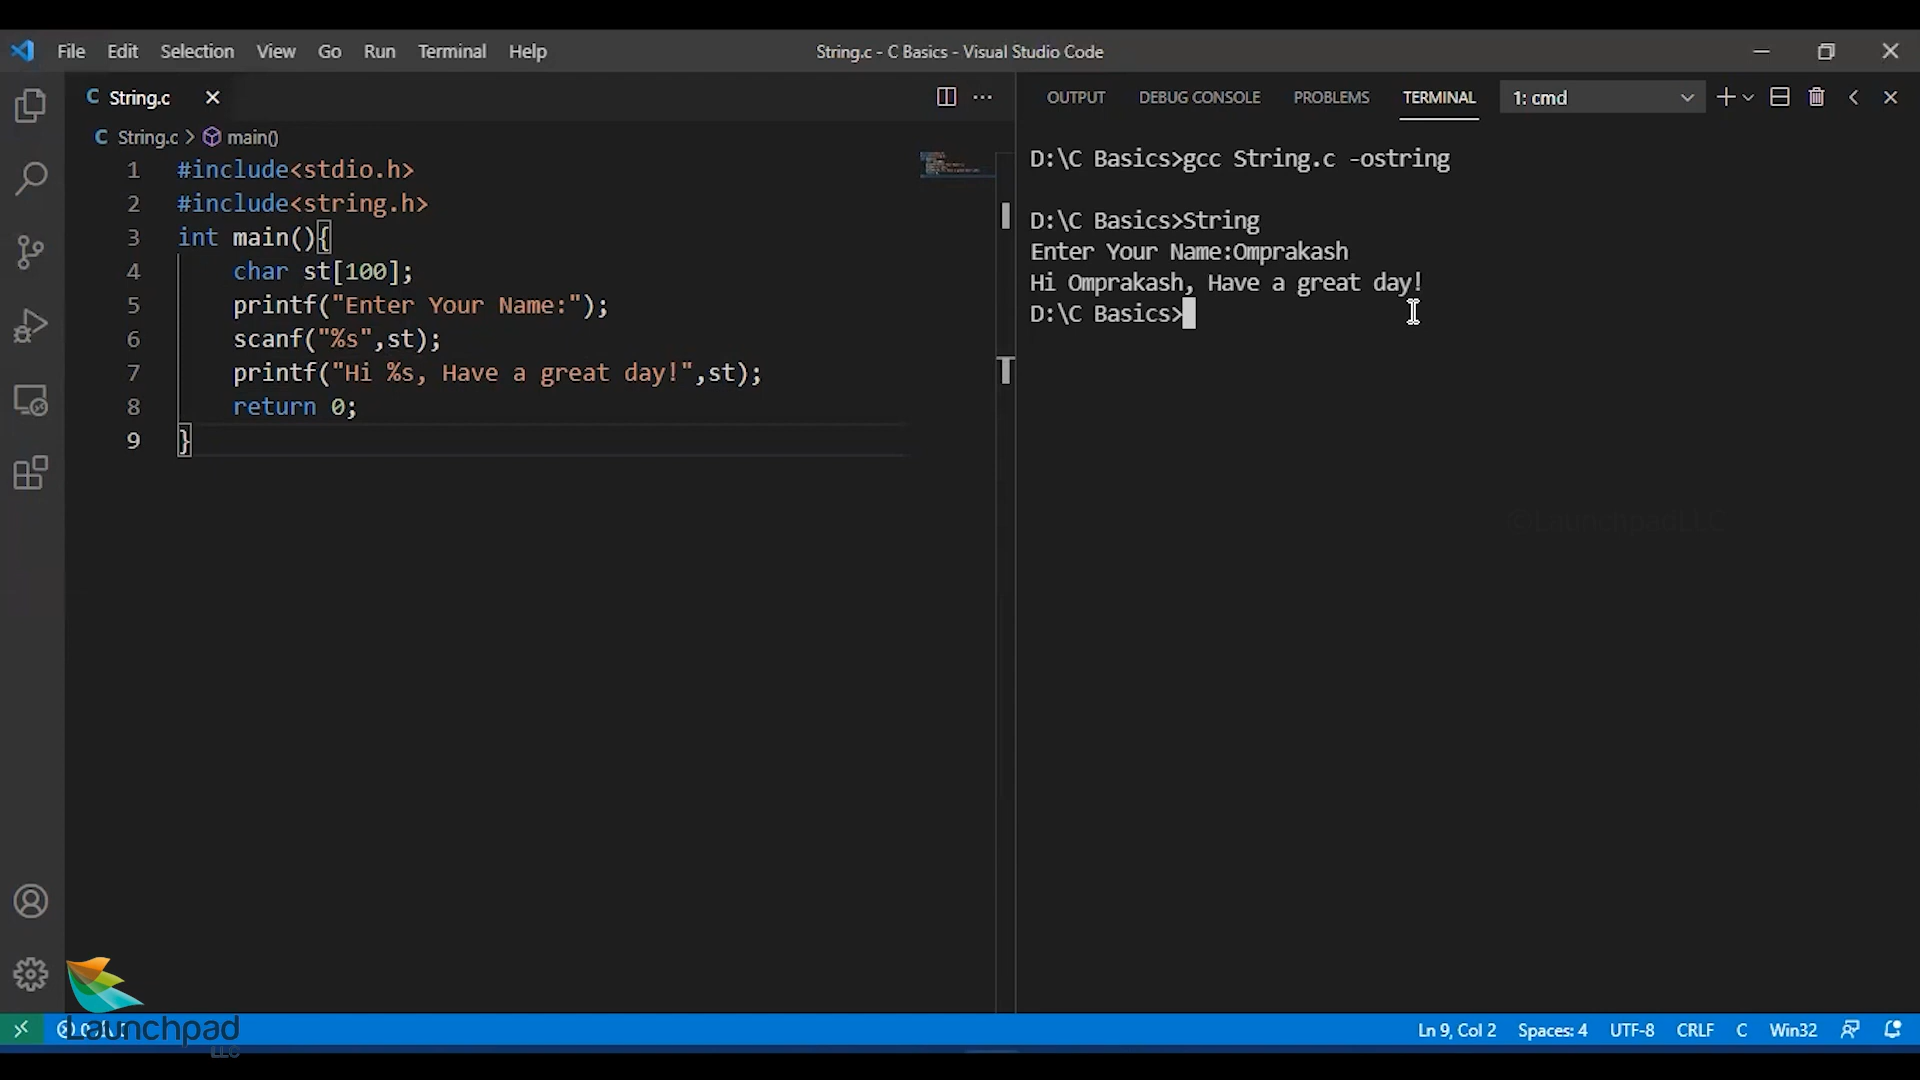 File Edit Selection View Go Run Terminal Help String.c - C Basics - Visual Studio Code
C String.c
C String.c > main()
1 #include<stdio.h>
2 #include<string.h>
3 int main(){
4 char st[100];
5 printf("Enter Your Name:");
6 scanf("%s",st);
7 printf("Hi %s, Have a great day!",st);
8 return 0;
9 }
OUTPUT DEBUG CONSOLE PROBLEMS TERMINAL 1: cmd
D:\C Basics>gcc String.c -ostring
D:\C Basics>String
Enter Your Name:Omprakash
Hi Omprakash, Have a great day!
D:\C Basics>
©LaunchpadLLC
Launchpad
LLC
Ln 9, Col 2 Spaces: 4 UTF-8 CRLF C Win32